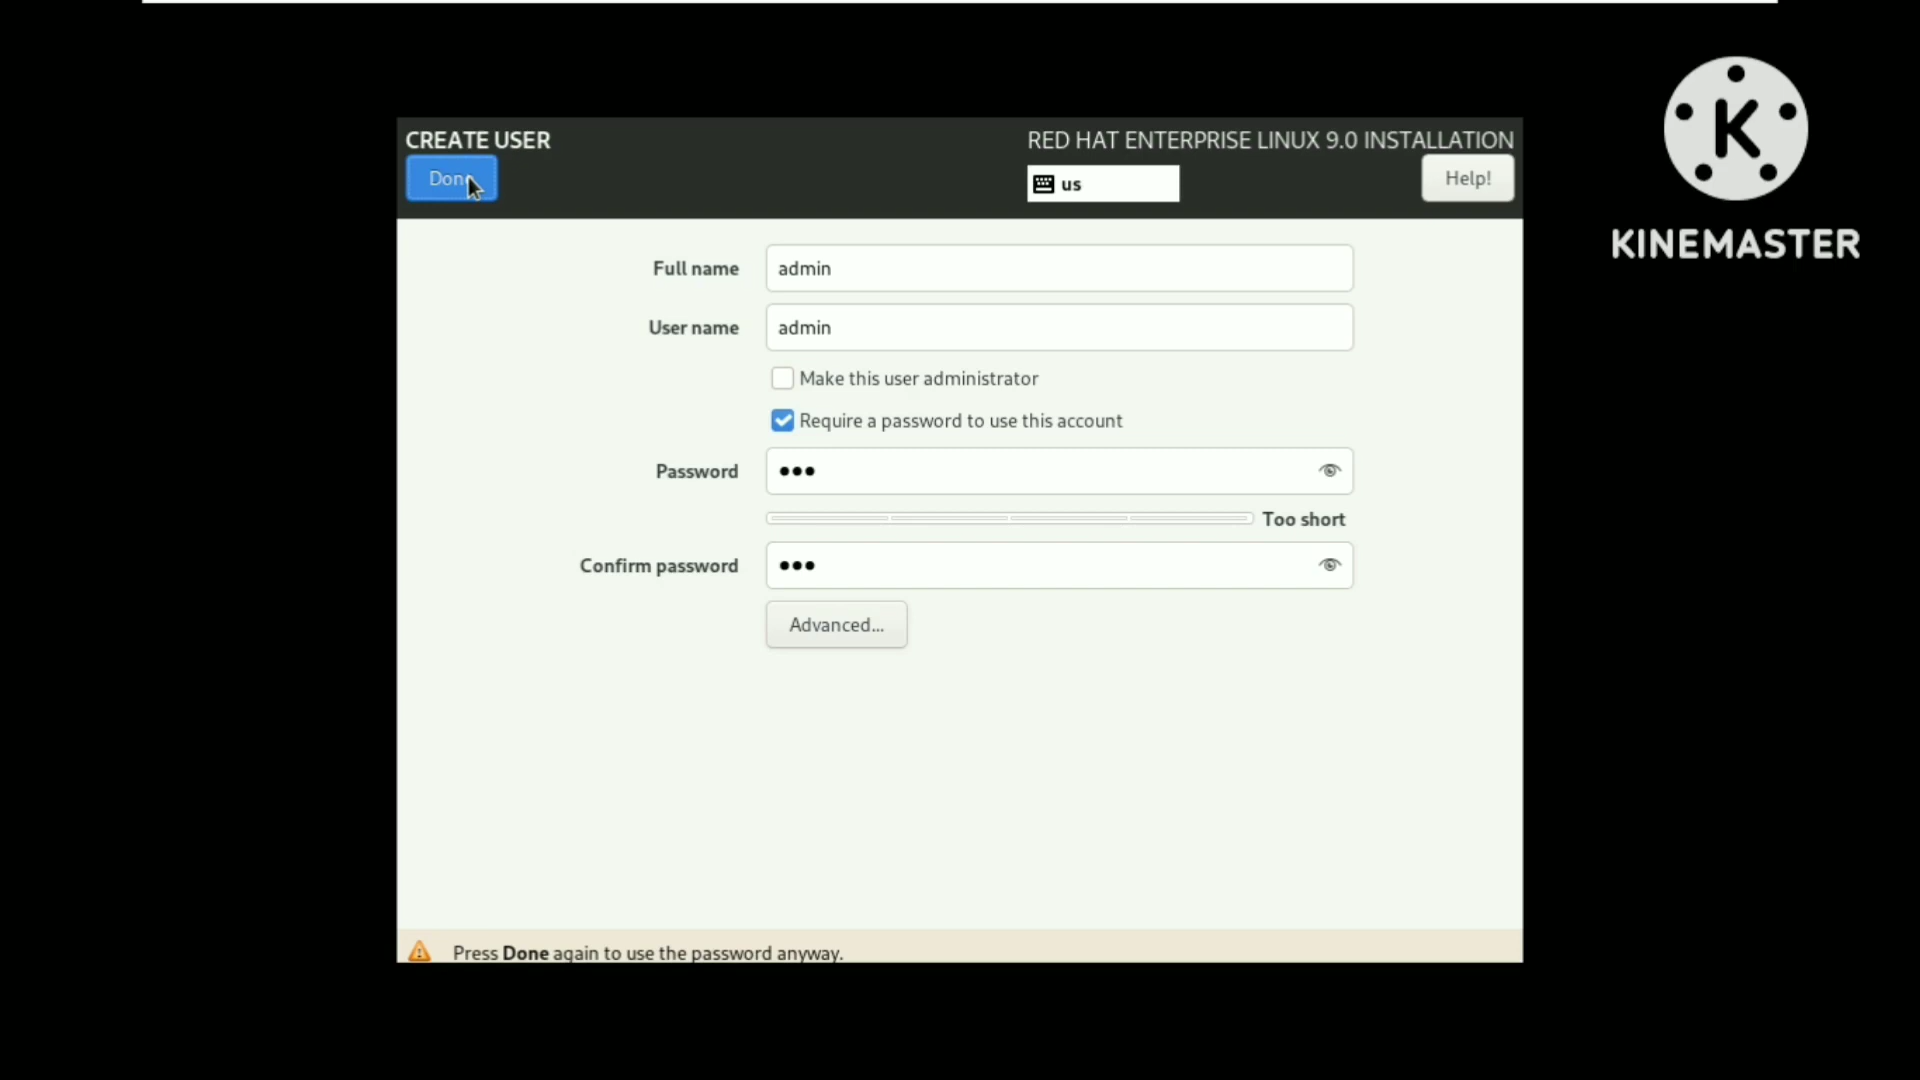 CREATE USER
RED HAT ENTERPRISE LINUX 9.0 INSTALLATION
Done
us
Help!
K
KINEMASTER
Full name
admin
User name
admin
Make this user administrator
Require a password to use this account
Password
●●●
Too short
Confirm password
●●●
Advanced...
Press Done again to use the password anyway.